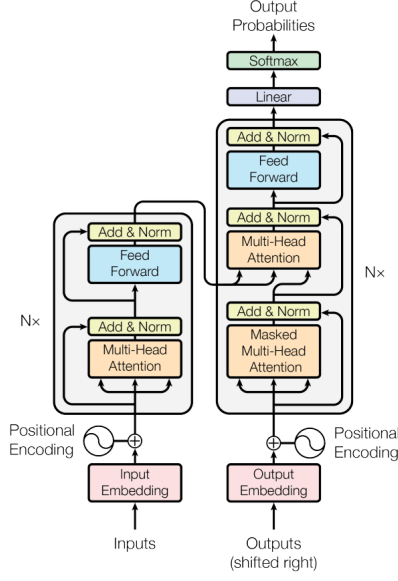 Output
Probabilities
Softmax
Linear
Add & Norm
Feed
Forward
Add & Norm
Multi-Head
Attention
Add & Norm
Masked
Multi-Head
Attention
N×
Positional
Encoding
Output
Embedding
Outputs
(shifted right)
Add & Norm
Feed
Forward
Add & Norm
Multi-Head
Attention
N×
Positional
Encoding
Input
Embedding
Inputs